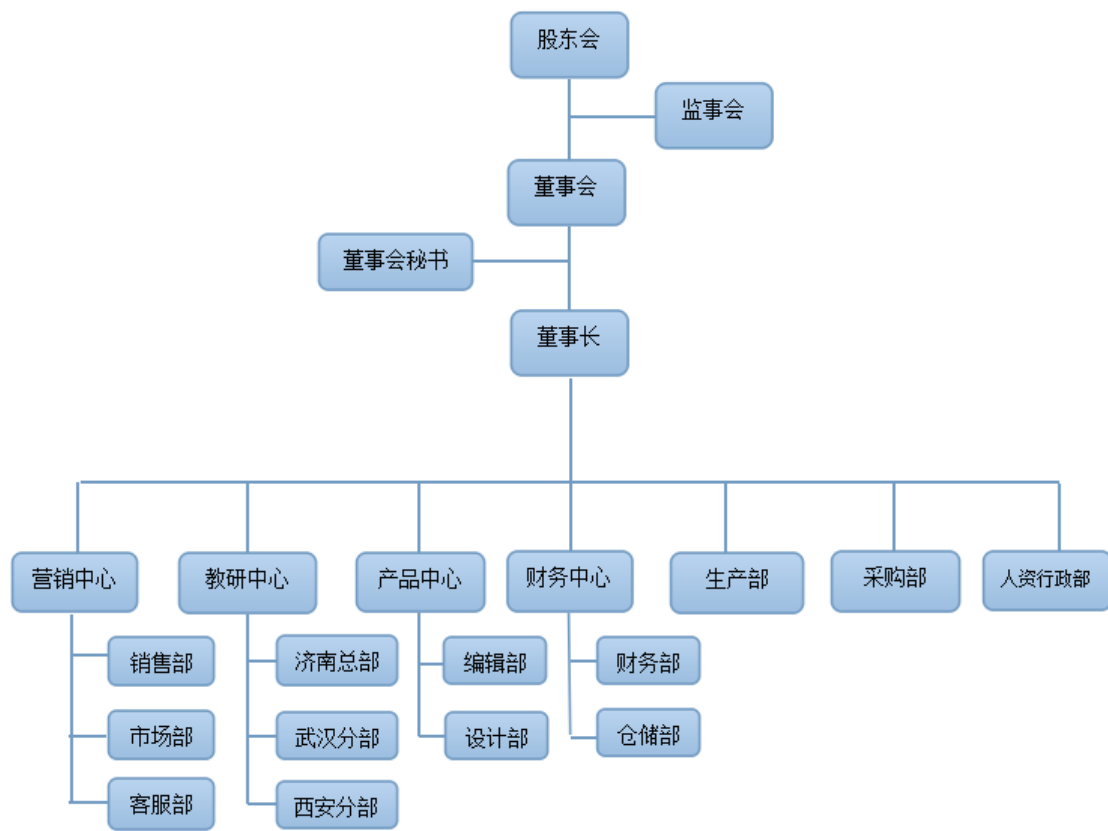 股东会
监事会
董事会
董事会秘书
董事长
营销中心
教研中心
产品中心
财务中心
生产部
采购部
人资行政部
销售部
济南总部
编辑部
财务部
市场部
武汉分部
设计部
仓储部
客服部
西安分部